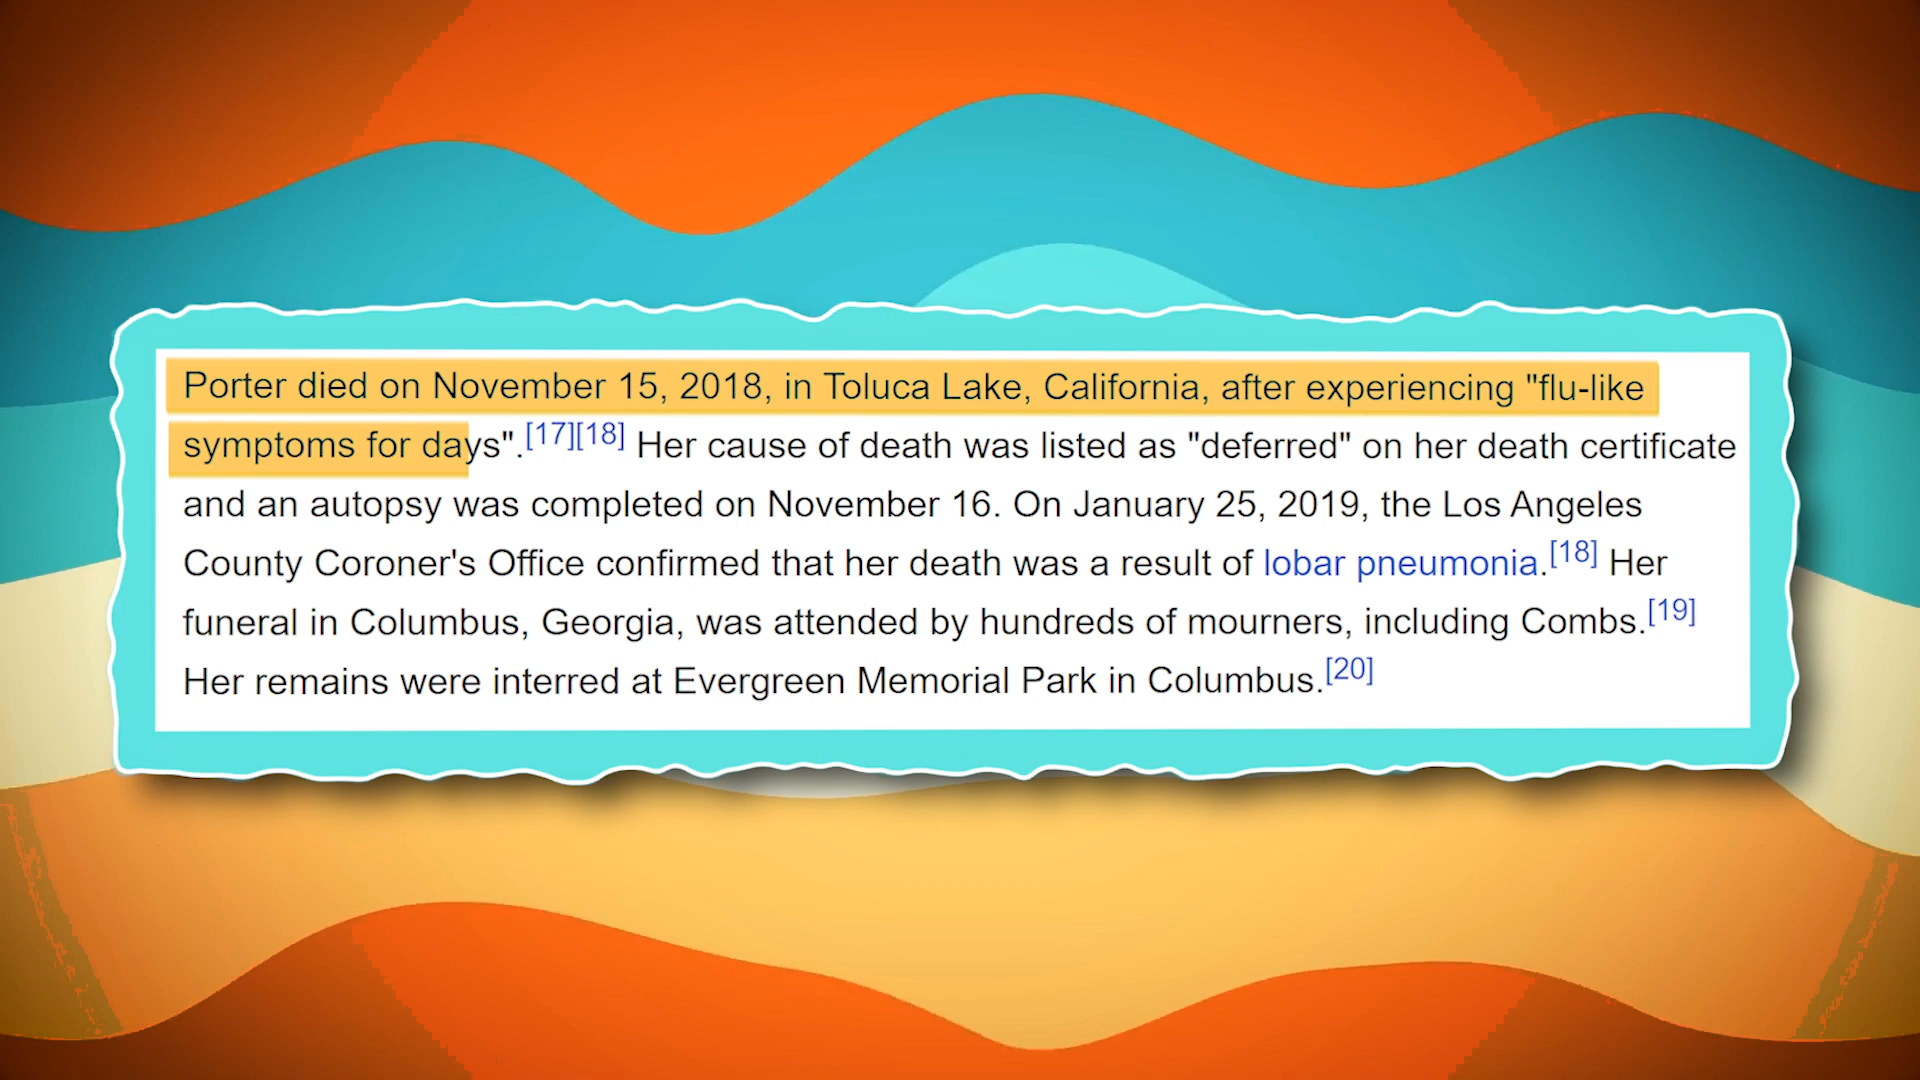 Porter died on November 15, 2018, in Toluca Lake, California, after experiencing "flu-like
symptoms for days".[17][18] Her cause of death was listed as "deferred" on her death certificate
and an autopsy was completed on November 16. On January 25, 2019, the Los Angeles
County Coroner's Office confirmed that her death was a result of lobar pneumonia.[18] Her
funeral in Columbus, Georgia, was attended by hundreds of mourners, including Combs.[19]
Her remains were interred at Evergreen Memorial Park in Columbus.[20]